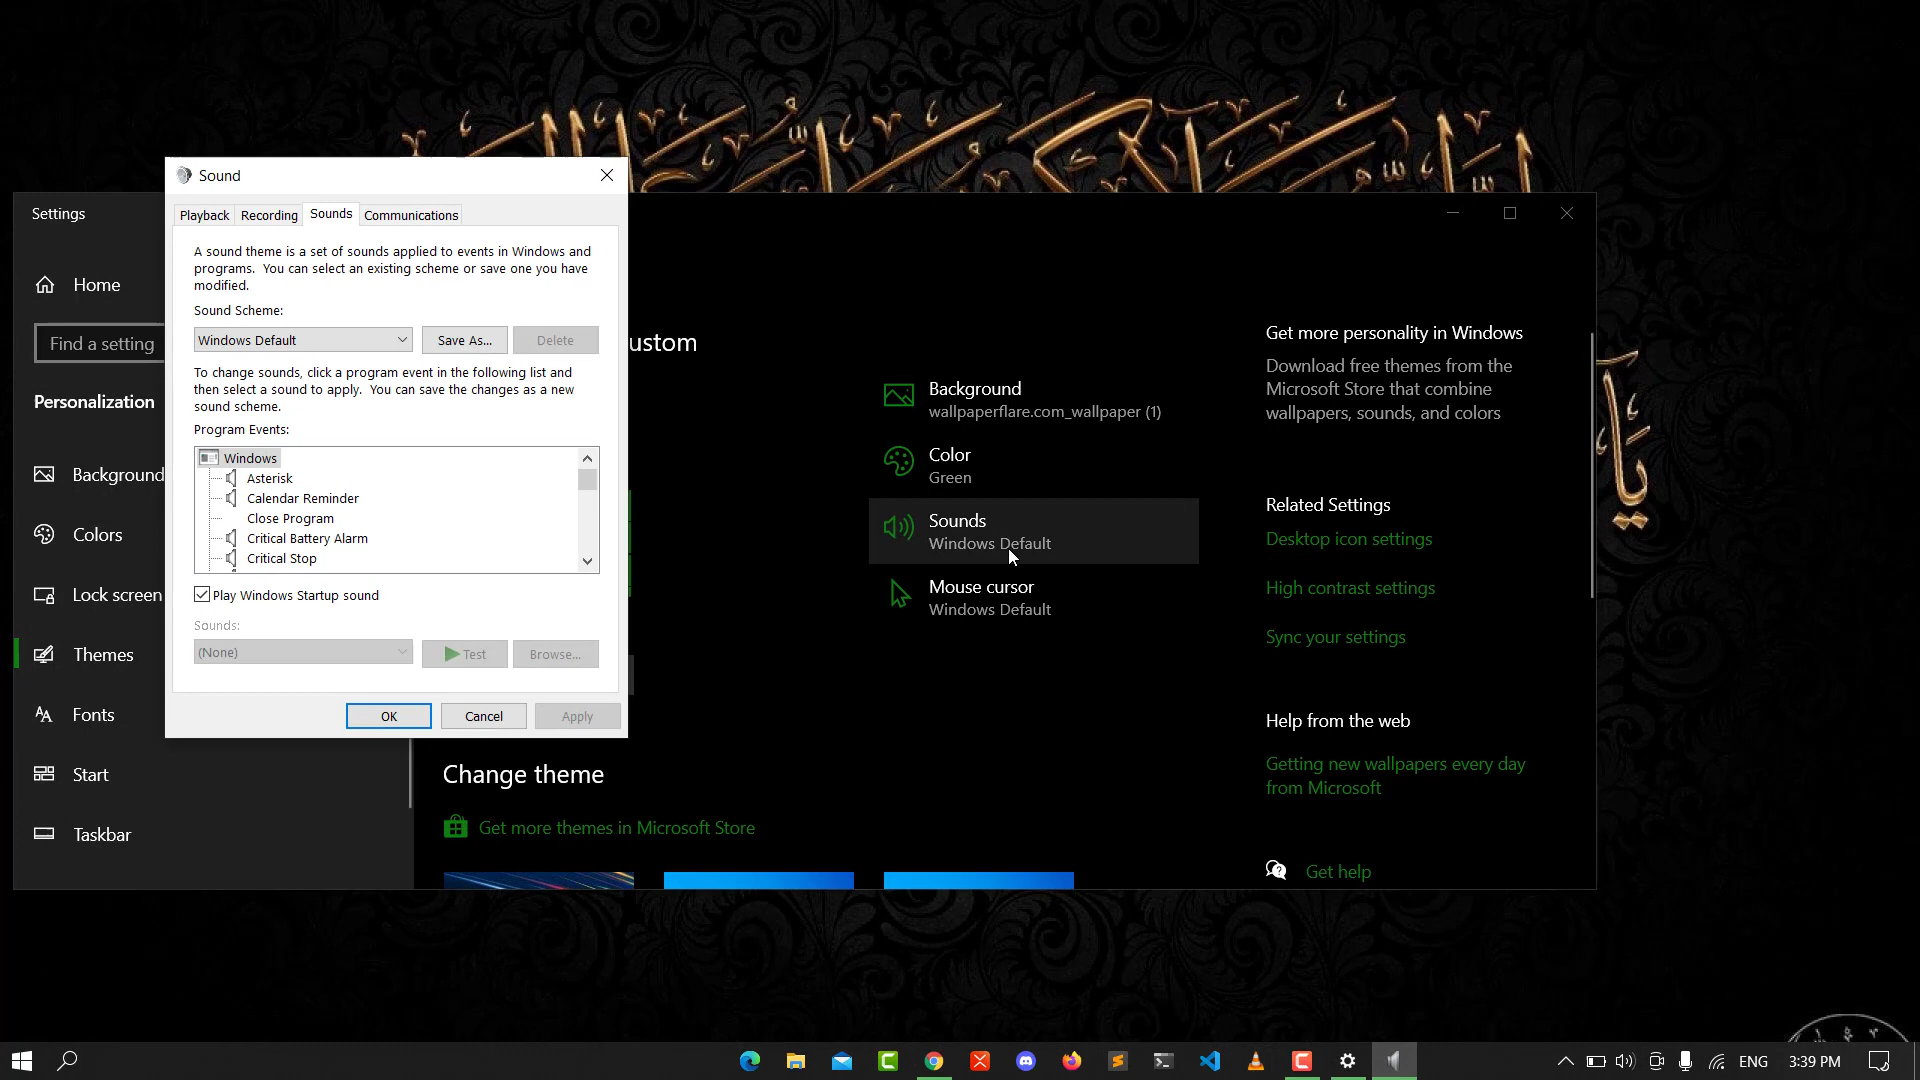 Sound
Playback
Recording
Sounds
Communications
A sound theme is a set of sounds applied to events in Windows and
programs. You can select an existing scheme or save one you have
modified.
Sound Scheme:
Windows Default
Save As...
Delete
To change sounds, click a program event in the following list and
then select a sound to apply. You can save the changes as a new
sound scheme.
Program Events:
Windows
Asterisk
Calendar Reminder
Close Program
Critical Battery Alarm
Critical Stop
Play Windows Startup sound
Sounds:
(None)
Test
Browse...
OK
Cancel
Apply
Settings
Home
Find a setting
Personalization
Background
Colors
Lock screen
Themes
Fonts
Start
Taskbar
ustom
Background
wallpaperflare.com_wallpaper (1)
Color
Green
Sounds
Windows Default
Mouse cursor
Windows Default
Change theme
Get more themes in Microsoft Store
Get more personality in Windows
Download free themes from the
Microsoft Store that combine
wallpapers, sounds, and colors
Related Settings
Desktop icon settings
High contrast settings
Sync your settings
Help from the web
Getting new wallpapers every day
from Microsoft
Get help
ENG
3:39 PM